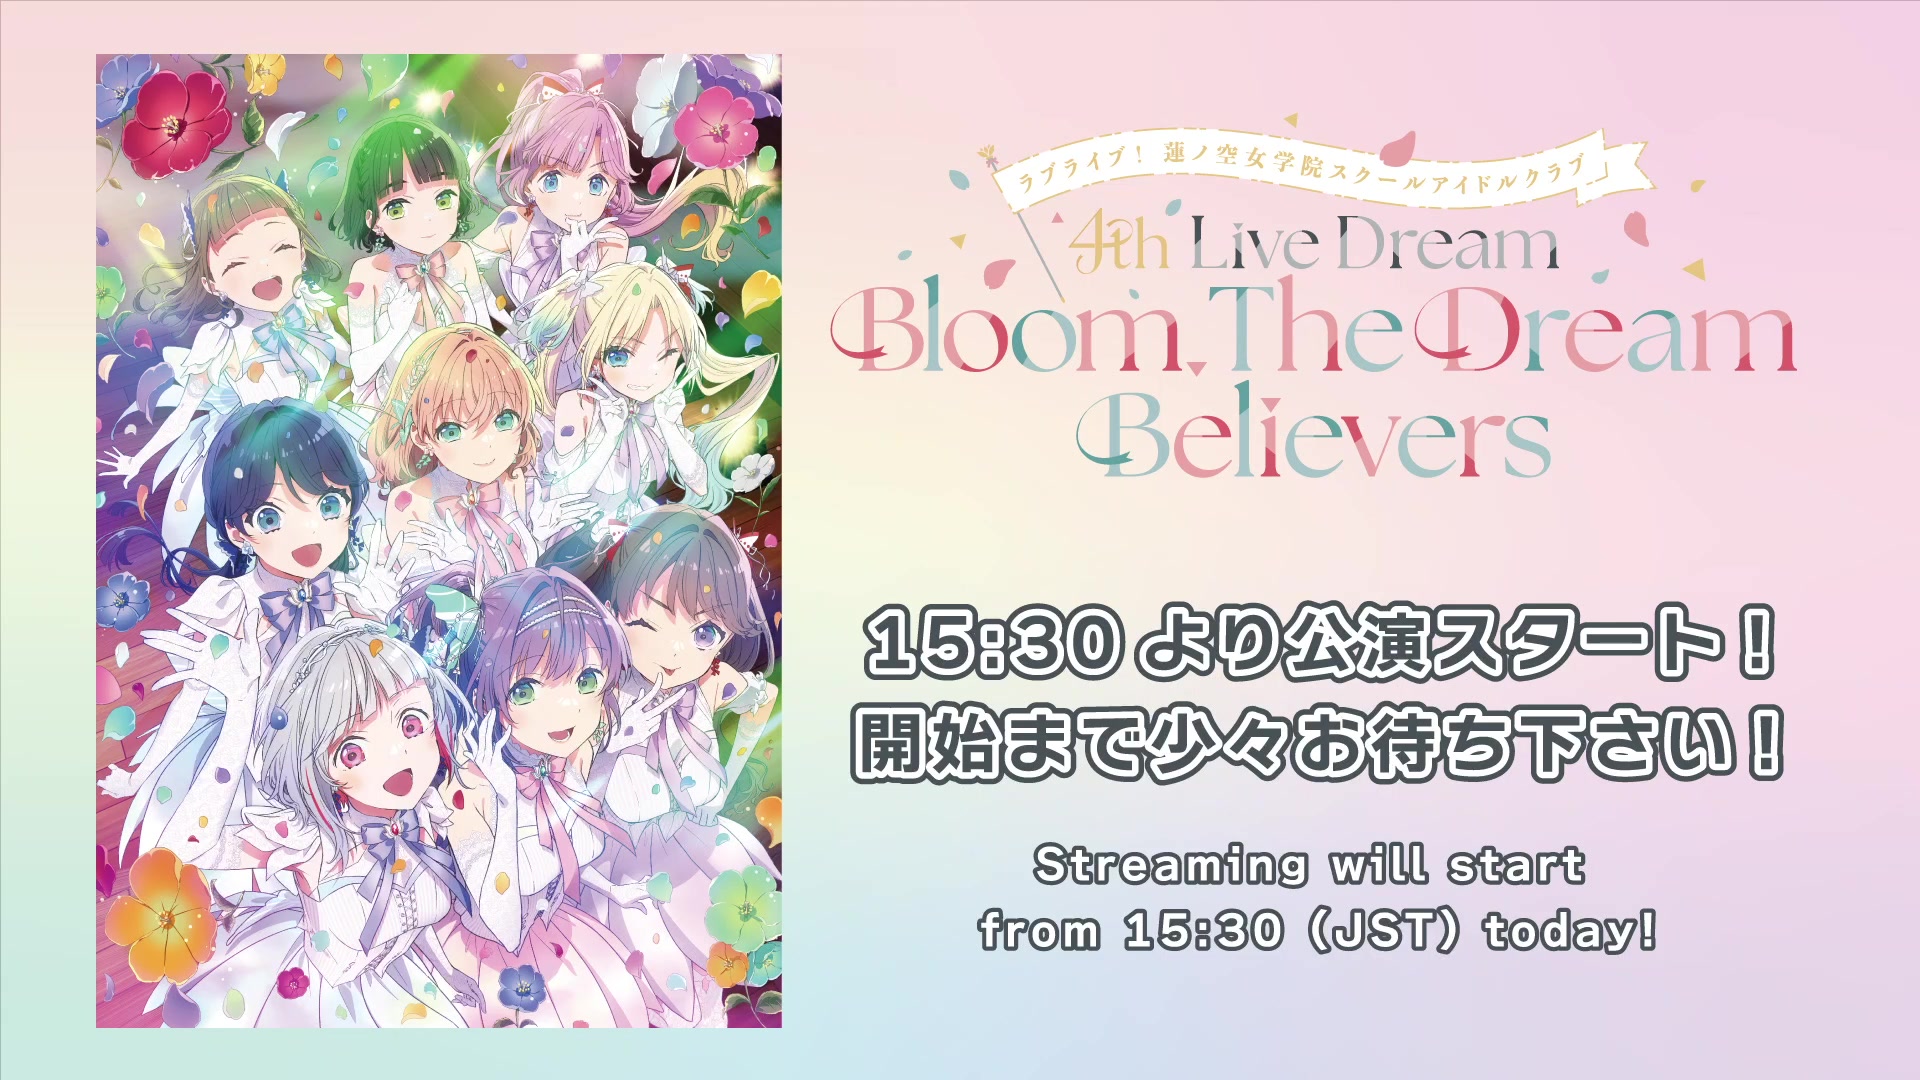 ラブライブ！蓮ノ空女学院スクールアイドルクラブ
4th Live Dream
Bloom The Dream
Believers
15:30より公演スタート！
開始まで少々お待ち下さい！
Streaming will start
from 15:30 (JST) today!